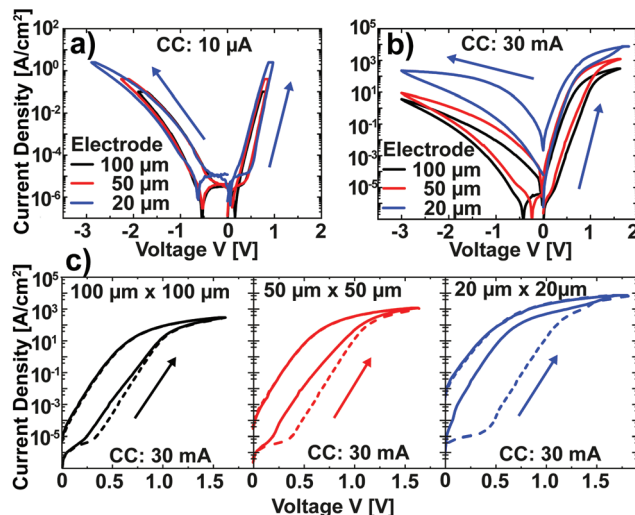 a) CC: 10 µA
Current Density [A/cm²]
10²
10⁰
10⁻²
10⁻⁴
10⁻⁶
Electrode
100 µm
50 µm
20 µm
-3 -2 -1 0 1 2
Voltage V [V]
b) CC: 30 mA
10⁵
10³
10¹
10⁻¹
10⁻³
10⁻⁵
Electrode
100 µm
50 µm
20 µm
-3 -2 -1 0 1 2
Voltage V [V]
c)
Current Density [A/cm²]
10⁵
10³
10¹
10⁻¹
10⁻³
10⁻⁵
100 µm x 100 µm
CC: 30 mA
0 0.5 1.0 1.5
50 µm x 50 µm
CC: 30 mA
0 0.5 1.0 1.5
20 µm x 20µm
CC: 30 mA
0 0.5 1.0 1.5
Voltage V [V]